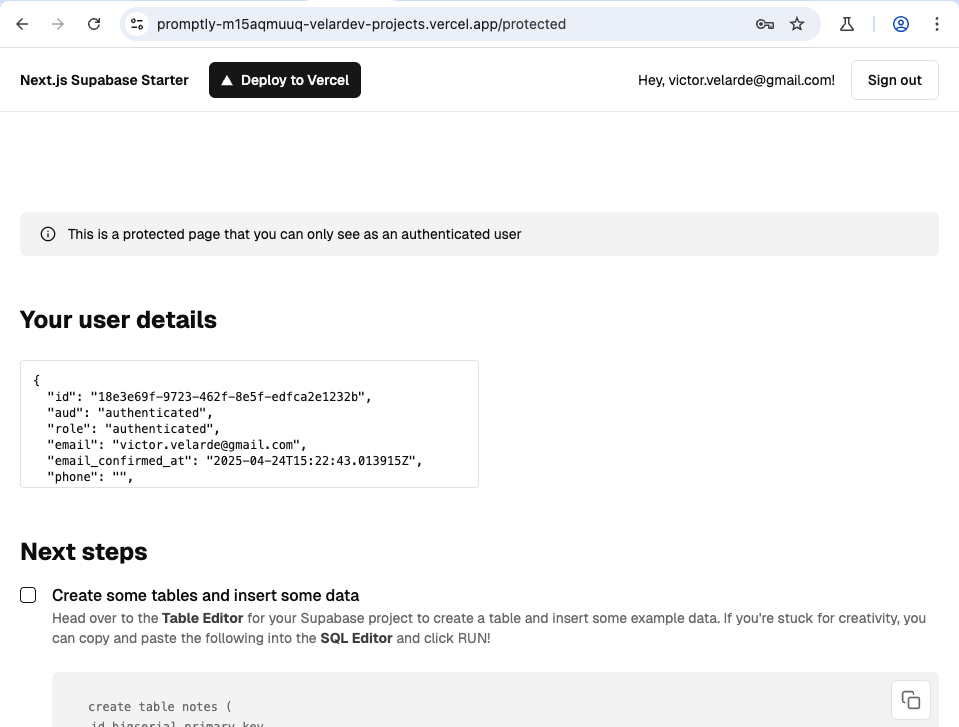 promptly-m15aqmuuq-velardev-projects.vercel.app/protected
Next.js Supabase Starter
▲ Deploy to Vercel
Hey, victor.velarde@gmail.com!
Sign out
This is a protected page that you can only see as an authenticated user
Your user details
{
"id": "18e3e69f-9723-462f-8e5f-edfca2e1232b",
"aud": "authenticated",
"role": "authenticated",
"email": "victor.velarde@gmail.com",
"email_confirmed_at": "2025-04-24T15:22:43.013915Z",
"phone": "",
Next steps
Create some tables and insert some data
Head over to the Table Editor for your Supabase project to create a table and insert some example data. If you're stuck for creativity, you
can copy and paste the following into the SQL Editor and click RUN!
create table notes (
id bigserial primary key